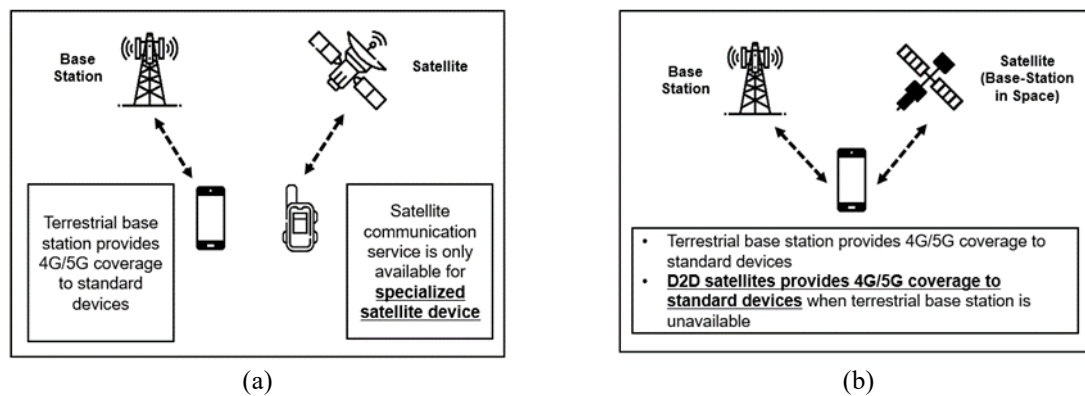 Base
Station
Satellite
Terrestrial base
station provides
4G/5G coverage
to standard
devices
Satellite
communication
service is only
available for
specialized
satellite device
(a)
Base
Station
Satellite
(Base-Station
in Space)
• Terrestrial base station provides 4G/5G coverage to
standard devices
• D2D satellites provides 4G/5G coverage to
standard devices when terrestrial base station is
unavailable
(b)